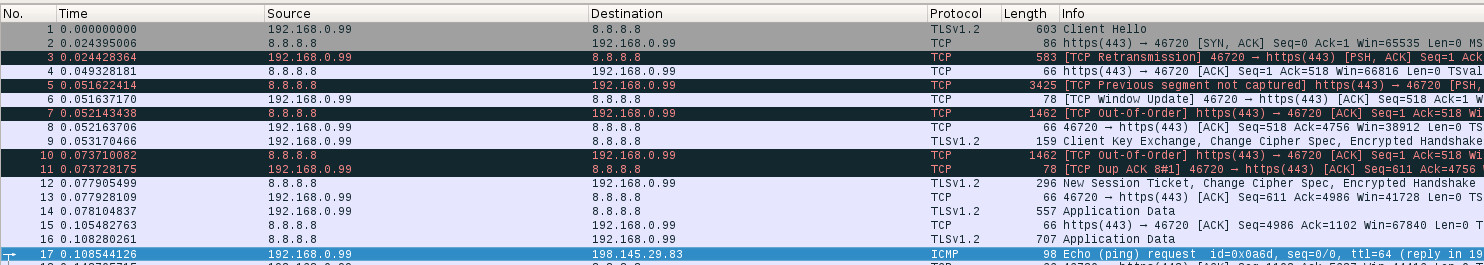 No. Time Source Destination Protocol Length Info
1 0.000000000 192.168.0.99 8.8.8.8 TLSv1.2 603 Client Hello
2 0.024395006 8.8.8.8 192.168.0.99 TCP 86 https(443) → 46720 [SYN, ACK] Seq=0 Ack=1 Win=65535 Len=0 MS
3 0.024428364 192.168.0.99 8.8.8.8 TCP 583 [TCP Retransmission] 46720 → https(443) [PSH, ACK] Seq=1 Ack
4 0.049328181 8.8.8.8 192.168.0.99 TCP 66 https(443) → 46720 [ACK] Seq=1 Ack=518 Win=66816 Len=0 TSval
5 0.051622414 8.8.8.8 192.168.0.99 TCP 3425 [TCP Previous segment not captured] https(443) → 46720 [PSH,
6 0.051637170 192.168.0.99 8.8.8.8 TCP 78 [TCP Window Update] 46720 → https(443) [ACK] Seq=518 Ack=1 W
7 0.052143438 8.8.8.8 192.168.0.99 TCP 1462 [TCP Out-Of-Order] https(443) → 46720 [ACK] Seq=1 Ack=518 Wi
8 0.052163706 192.168.0.99 8.8.8.8 TCP 66 46720 → https(443) [ACK] Seq=518 Ack=4756 Win=38912 Len=0 TS
9 0.053170466 192.168.0.99 8.8.8.8 TLSv1.2 159 Client Key Exchange, Change Cipher Spec, Encrypted Handshake
10 0.073710082 8.8.8.8 192.168.0.99 TCP 1462 [TCP Out-Of-Order] https(443) → 46720 [ACK] Seq=1 Ack=518 Wi
11 0.073728175 192.168.0.99 8.8.8.8 TCP 78 [TCP Dup ACK 8#1] 46720 → https(443) [ACK] Seq=611 Ack=4756 W
12 0.077905499 8.8.8.8 192.168.0.99 TLSv1.2 296 New Session Ticket, Change Cipher Spec, Encrypted Handshake
13 0.077928109 192.168.0.99 8.8.8.8 TCP 66 46720 → https(443) [ACK] Seq=611 Ack=4986 Win=41728 Len=0 TS
14 0.078104837 192.168.0.99 8.8.8.8 TLSv1.2 557 Application Data
15 0.105482763 8.8.8.8 192.168.0.99 TCP 66 https(443) → 46720 [ACK] Seq=4986 Ack=1102 Win=67840 Len=0 T
16 0.108280261 8.8.8.8 192.168.0.99 TLSv1.2 707 Application Data
17 0.108544126 192.168.0.99 198.145.29.83 ICMP 98 Echo (ping) request id=0x0a6d, seq=0/0, ttl=64 (reply in 19